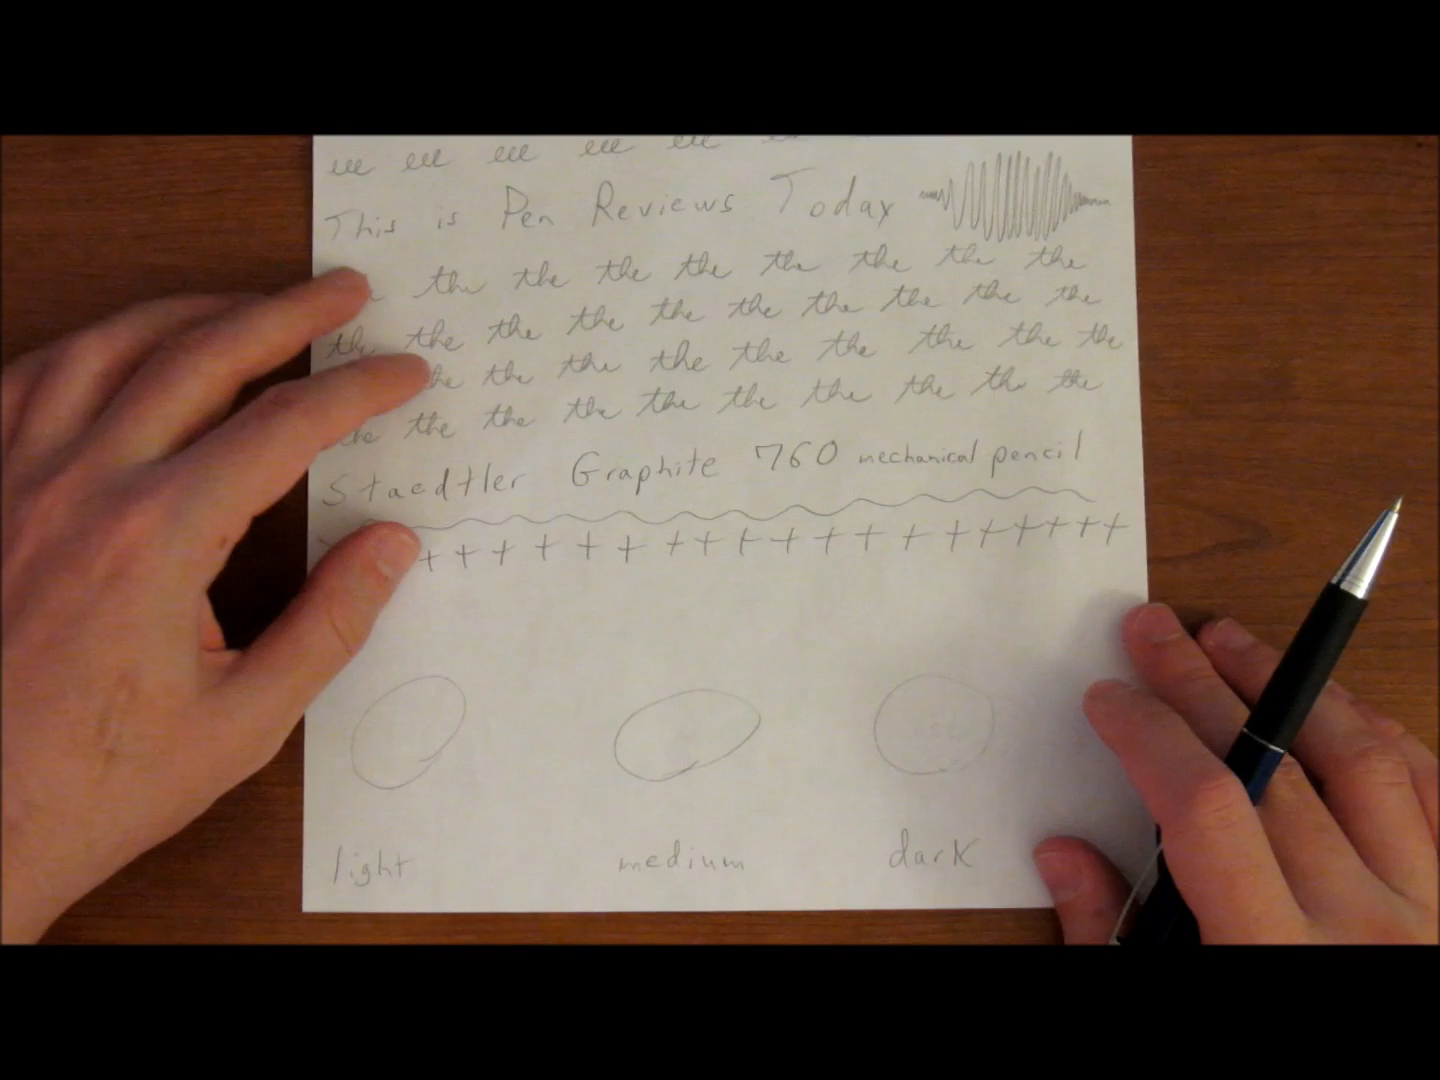 eee eee eee eee eee ee
This is Pen Reviews Today
the the the the the the the the
the the the the the the the the the the
he the the the the the the the the
the the the the the the the the the
Staedtler Graphite 760 mechanical pencil
+ + + + + + + + + + + + + + + + + +
light medium dark